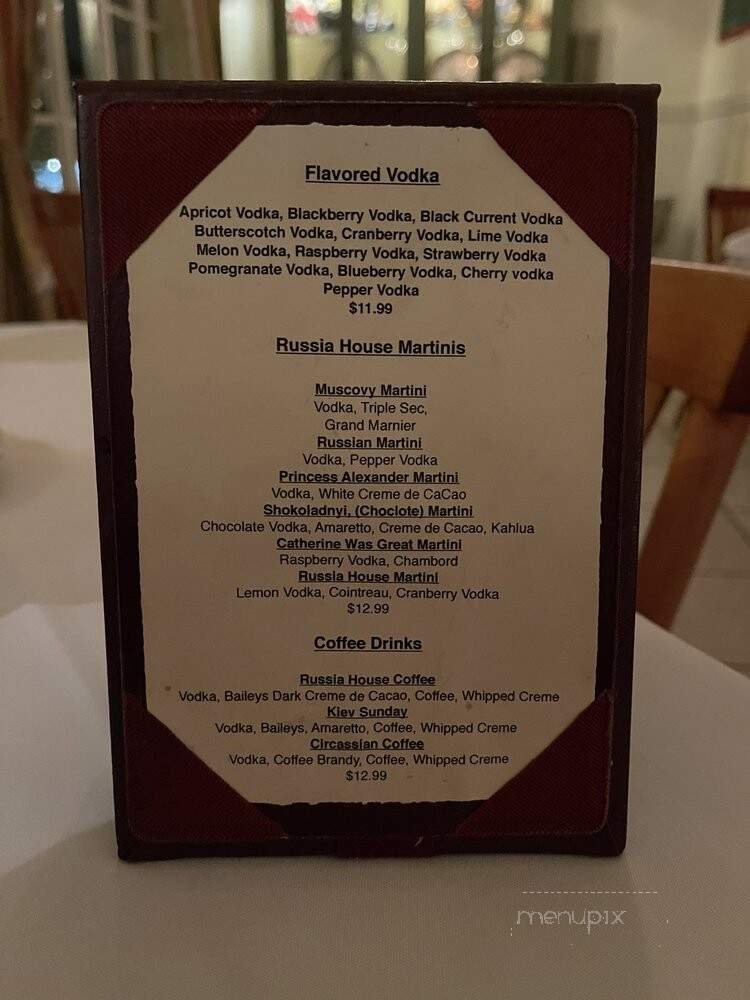 Flavored Vodka
Apricot Vodka, Blackberry Vodka, Black Current Vodka
Butterscotch Vodka, Cranberry Vodka, Lime Vodka
Melon Vodka, Raspberry Vodka, Strawberry Vodka
Pomegranate Vodka, Blueberry Vodka, Cherry vodka
Pepper Vodka
$11.99
Russia House Martinis
Muscovy Martini
Vodka, Triple Sec,
Grand Marnier
Russian Martini
Vodka, Pepper Vodka
Princess Alexander Martini
Vodka, White Creme de CaCao
Shokoladnyi, (Choclote) Martini
Chocolate Vodka, Amaretto, Creme de Cacao, Kahlua
Catherine Was Great Martini
Raspberry Vodka, Chambord
Russia House Martini
Lemon Vodka, Cointreau, Cranberry Vodka
$12.99
Coffee Drinks
Russia House Coffee
Vodka, Baileys Dark Creme de Cacao, Coffee, Whipped Creme
Kiev Sunday
Vodka, Baileys, Amaretto, Coffee, Whipped Creme
Circassian Coffee
Vodka, Coffee Brandy, Coffee, Whipped Creme
$12.99
menupix